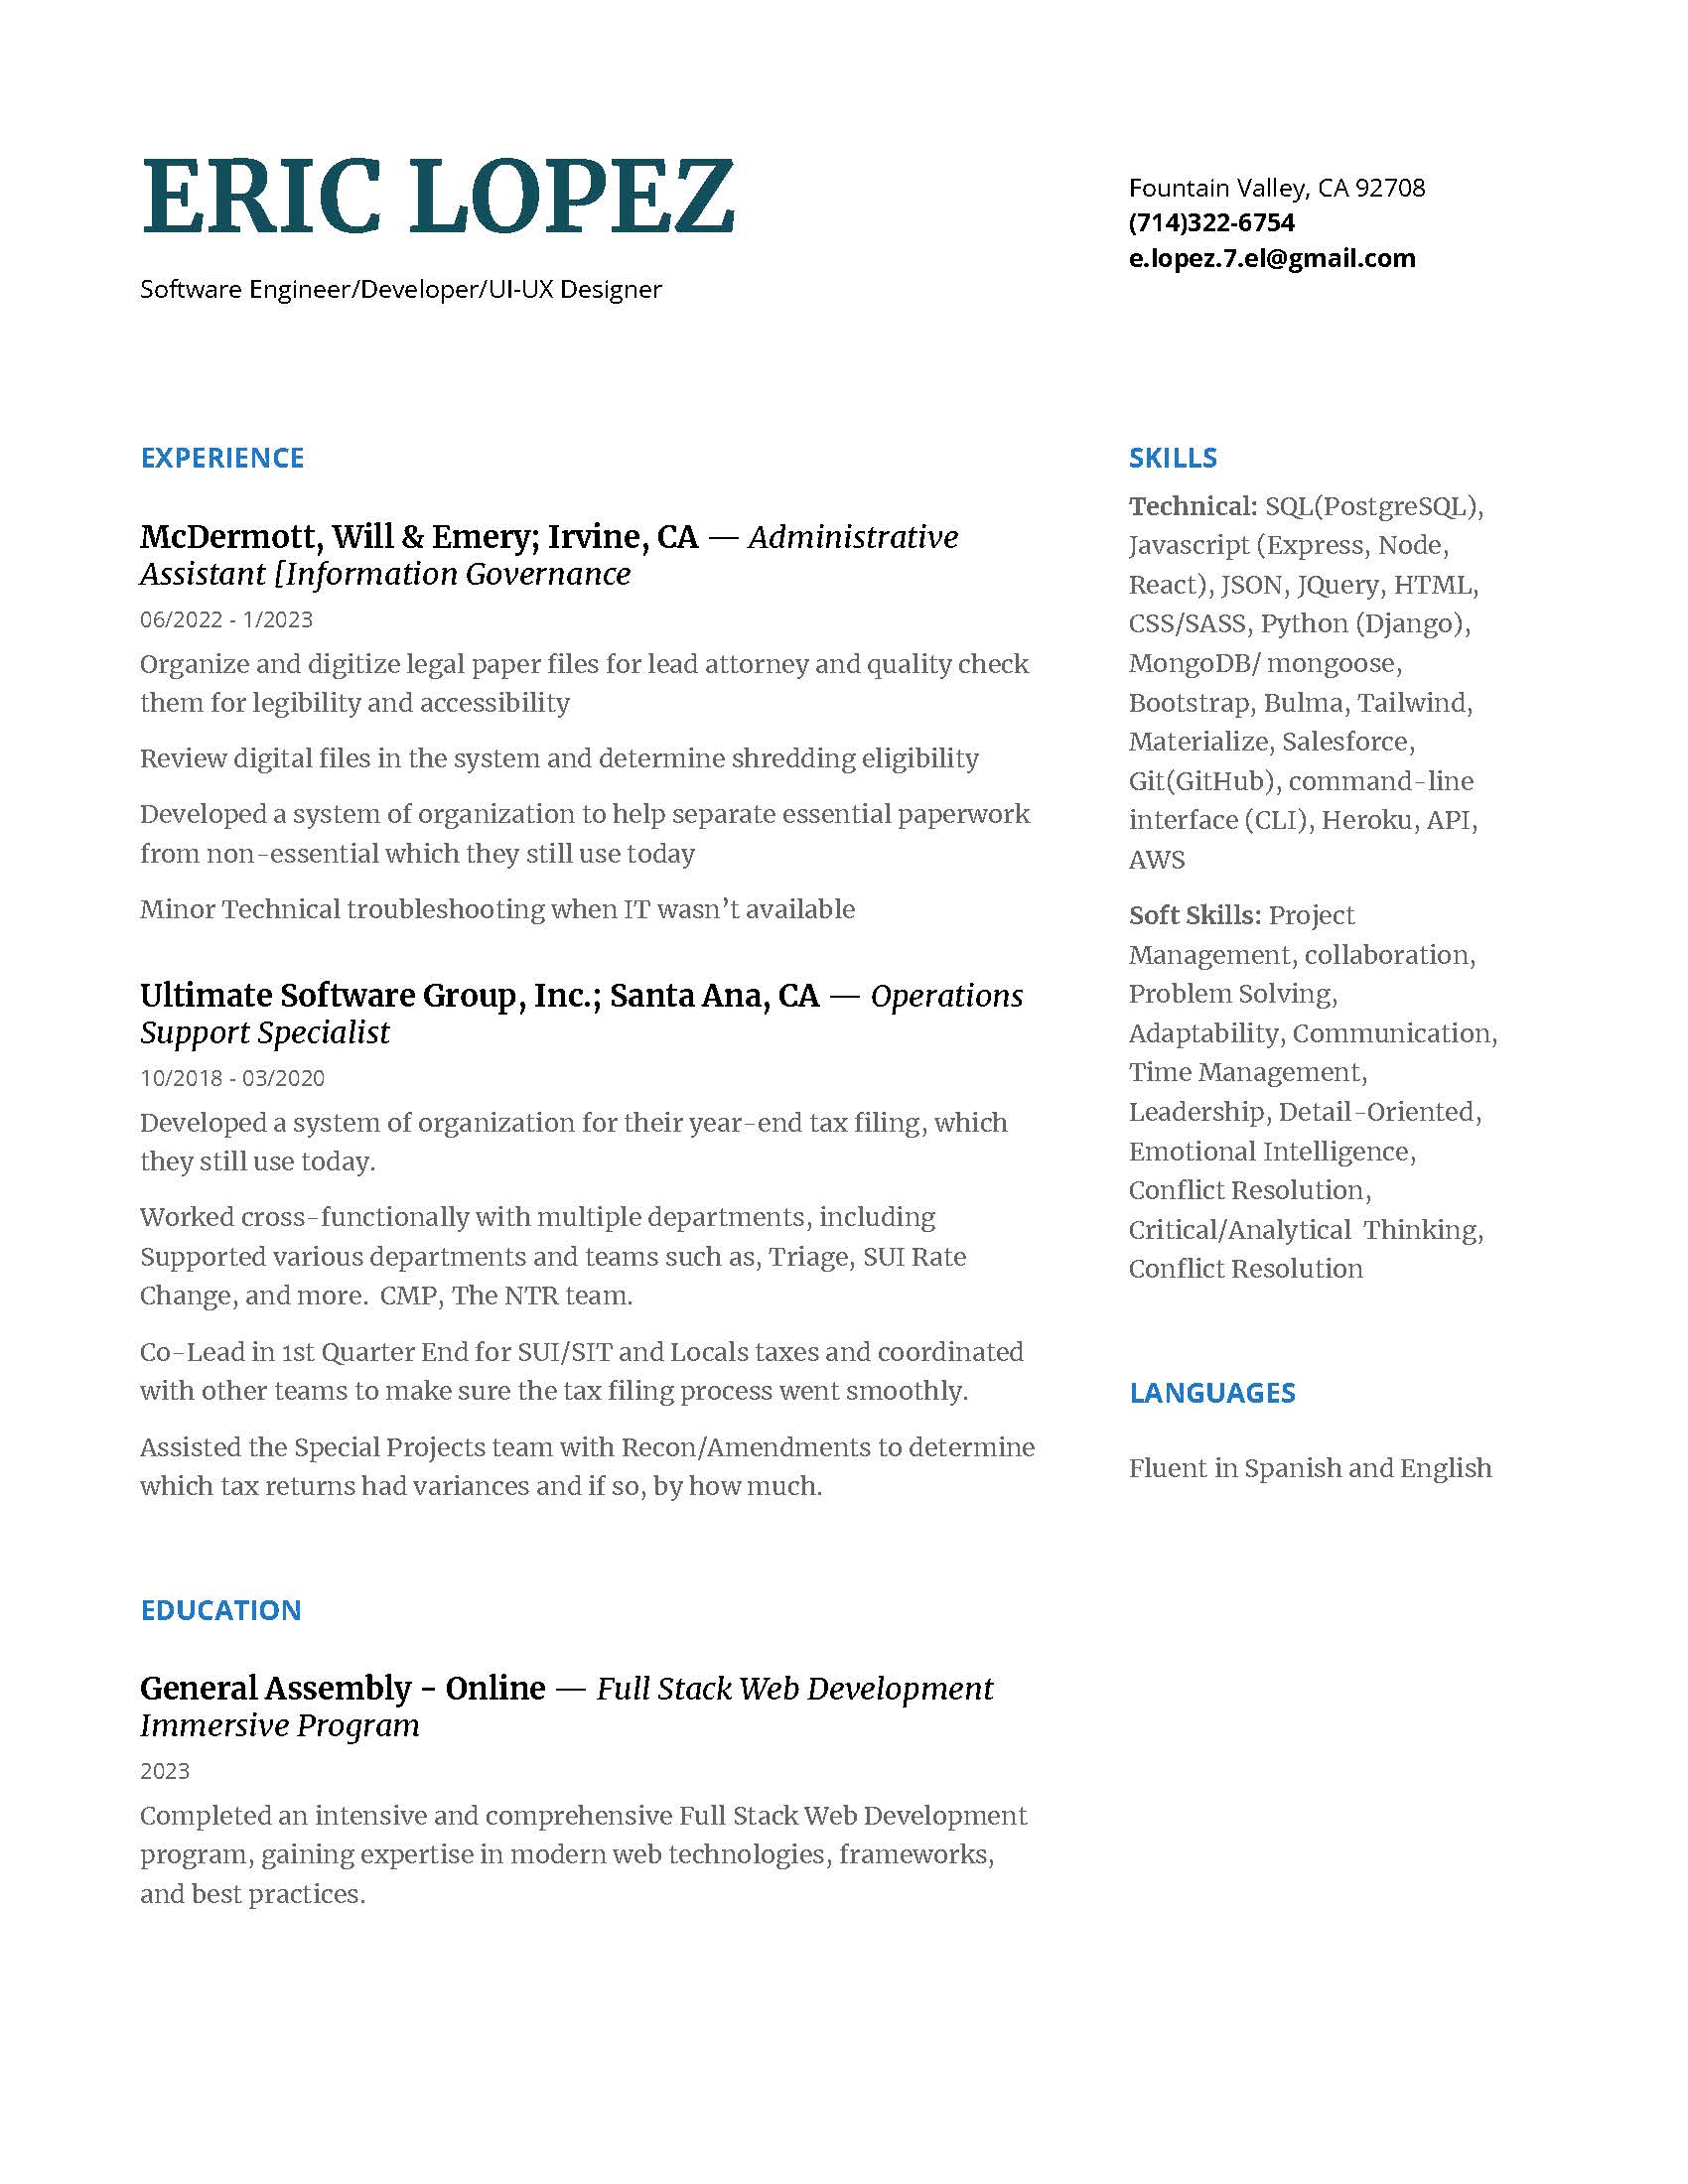 ERIC LOPEZ
Software Engineer/Developer/UI-UX Designer
Fountain Valley, CA 92708
(714)322-6754
e.lopez.7.el@gmail.com
EXPERIENCE
McDermott, Will & Emery; Irvine, CA — Administrative
Assistant [Information Governance
06/2022 - 1/2023
Organize and digitize legal paper files for lead attorney and quality check
them for legibility and accessibility
Review digital files in the system and determine shredding eligibility
Developed a system of organization to help separate essential paperwork
from non-essential which they still use today
Minor Technical troubleshooting when IT wasn’t available
Ultimate Software Group, Inc.; Santa Ana, CA — Operations
Support Specialist
10/2018 - 03/2020
Developed a system of organization for their year-end tax filing, which
they still use today.
Worked cross-functionally with multiple departments, including
Supported various departments and teams such as, Triage, SUI Rate
Change, and more.  CMP, The NTR team.
Co-Lead in 1st Quarter End for SUI/SIT and Locals taxes and coordinated
with other teams to make sure the tax filing process went smoothly.
Assisted the Special Projects team with Recon/Amendments to determine
which tax returns had variances and if so, by how much.
EDUCATION
General Assembly - Online — Full Stack Web Development
Immersive Program
2023
Completed an intensive and comprehensive Full Stack Web Development
program, gaining expertise in modern web technologies, frameworks,
and best practices.
SKILLS
Technical: SQL(PostgreSQL),
Javascript (Express, Node,
React), JSON, JQuery, HTML,
CSS/SASS, Python (Django),
MongoDB/ mongoose,
Bootstrap, Bulma, Tailwind,
Materialize, Salesforce,
Git(GitHub), command-line
interface (CLI), Heroku, API,
AWS
Soft Skills: Project
Management, collaboration,
Problem Solving,
Adaptability, Communication,
Time Management,
Leadership, Detail-Oriented,
Emotional Intelligence,
Conflict Resolution,
Critical/Analytical  Thinking,
Conflict Resolution
LANGUAGES
Fluent in Spanish and English